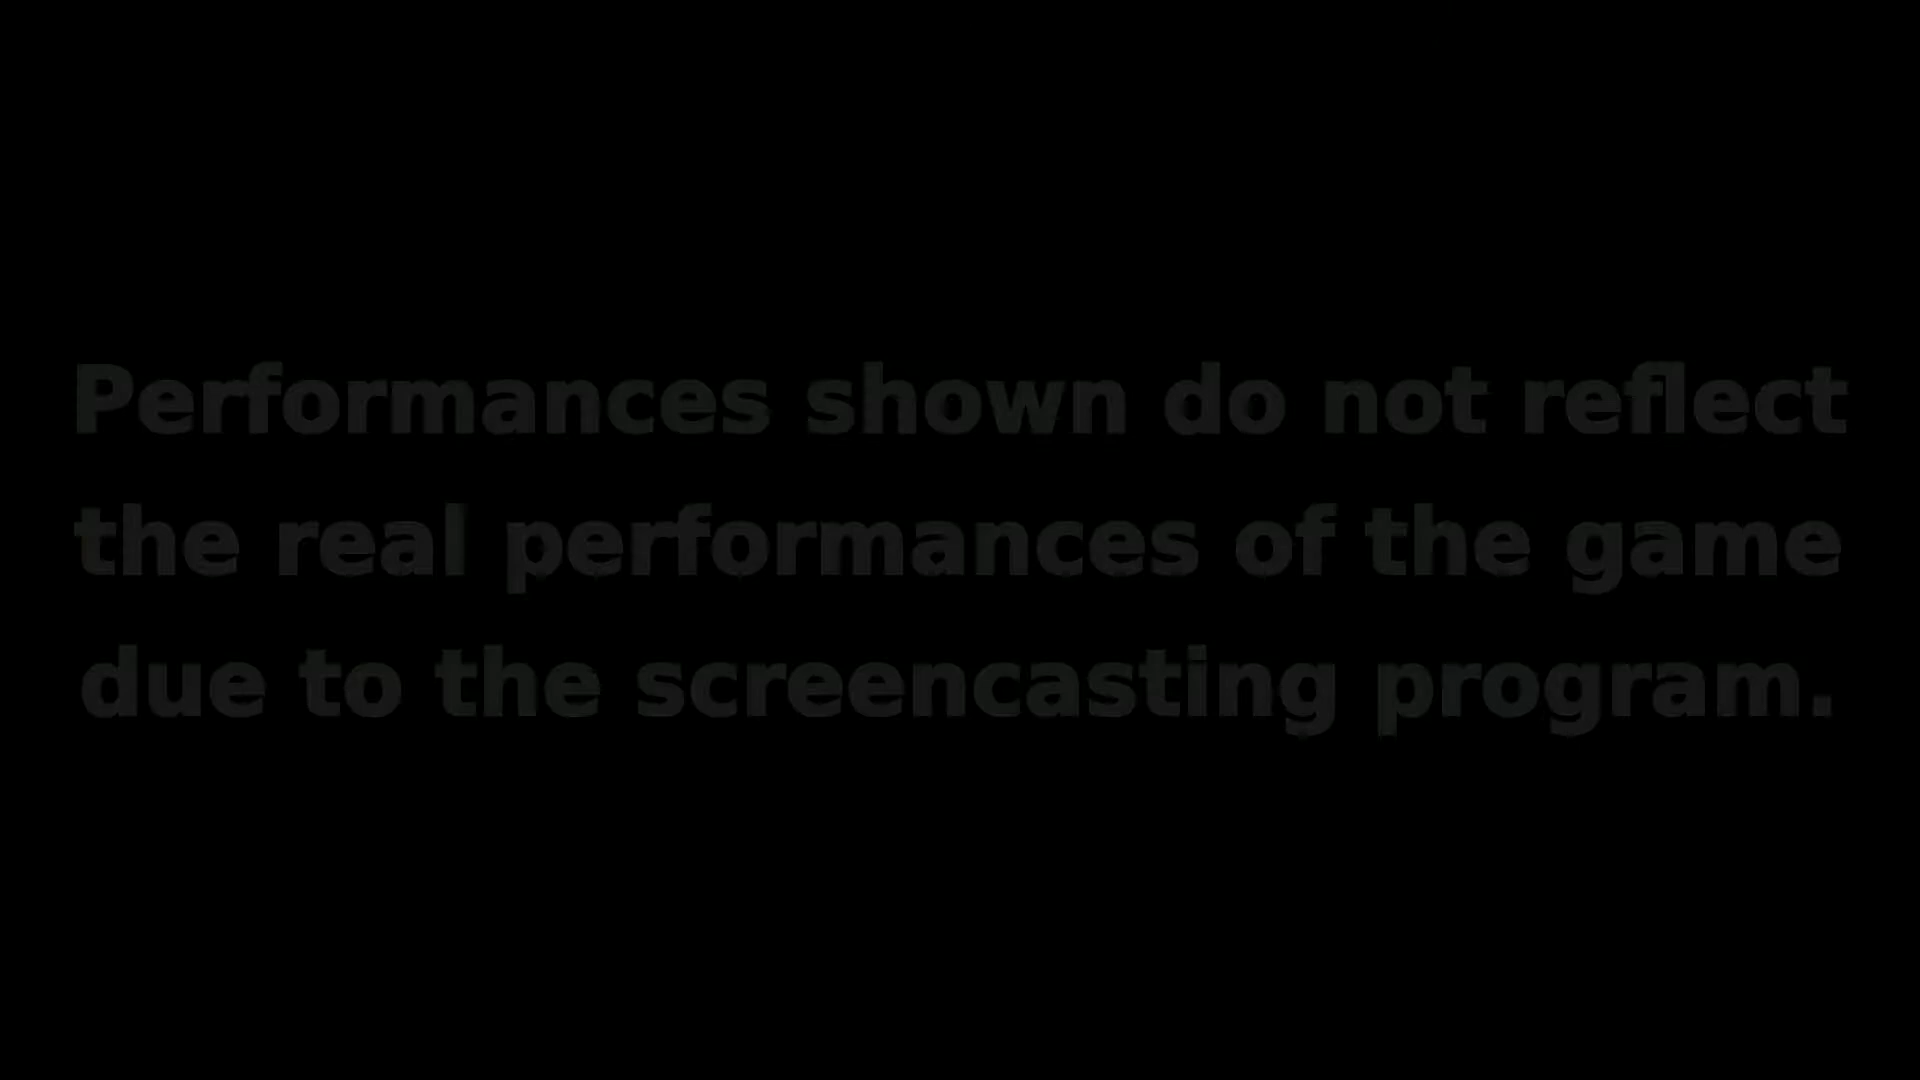 Performances shown do not reflect
the real performances of the game
due to the screencasting program.